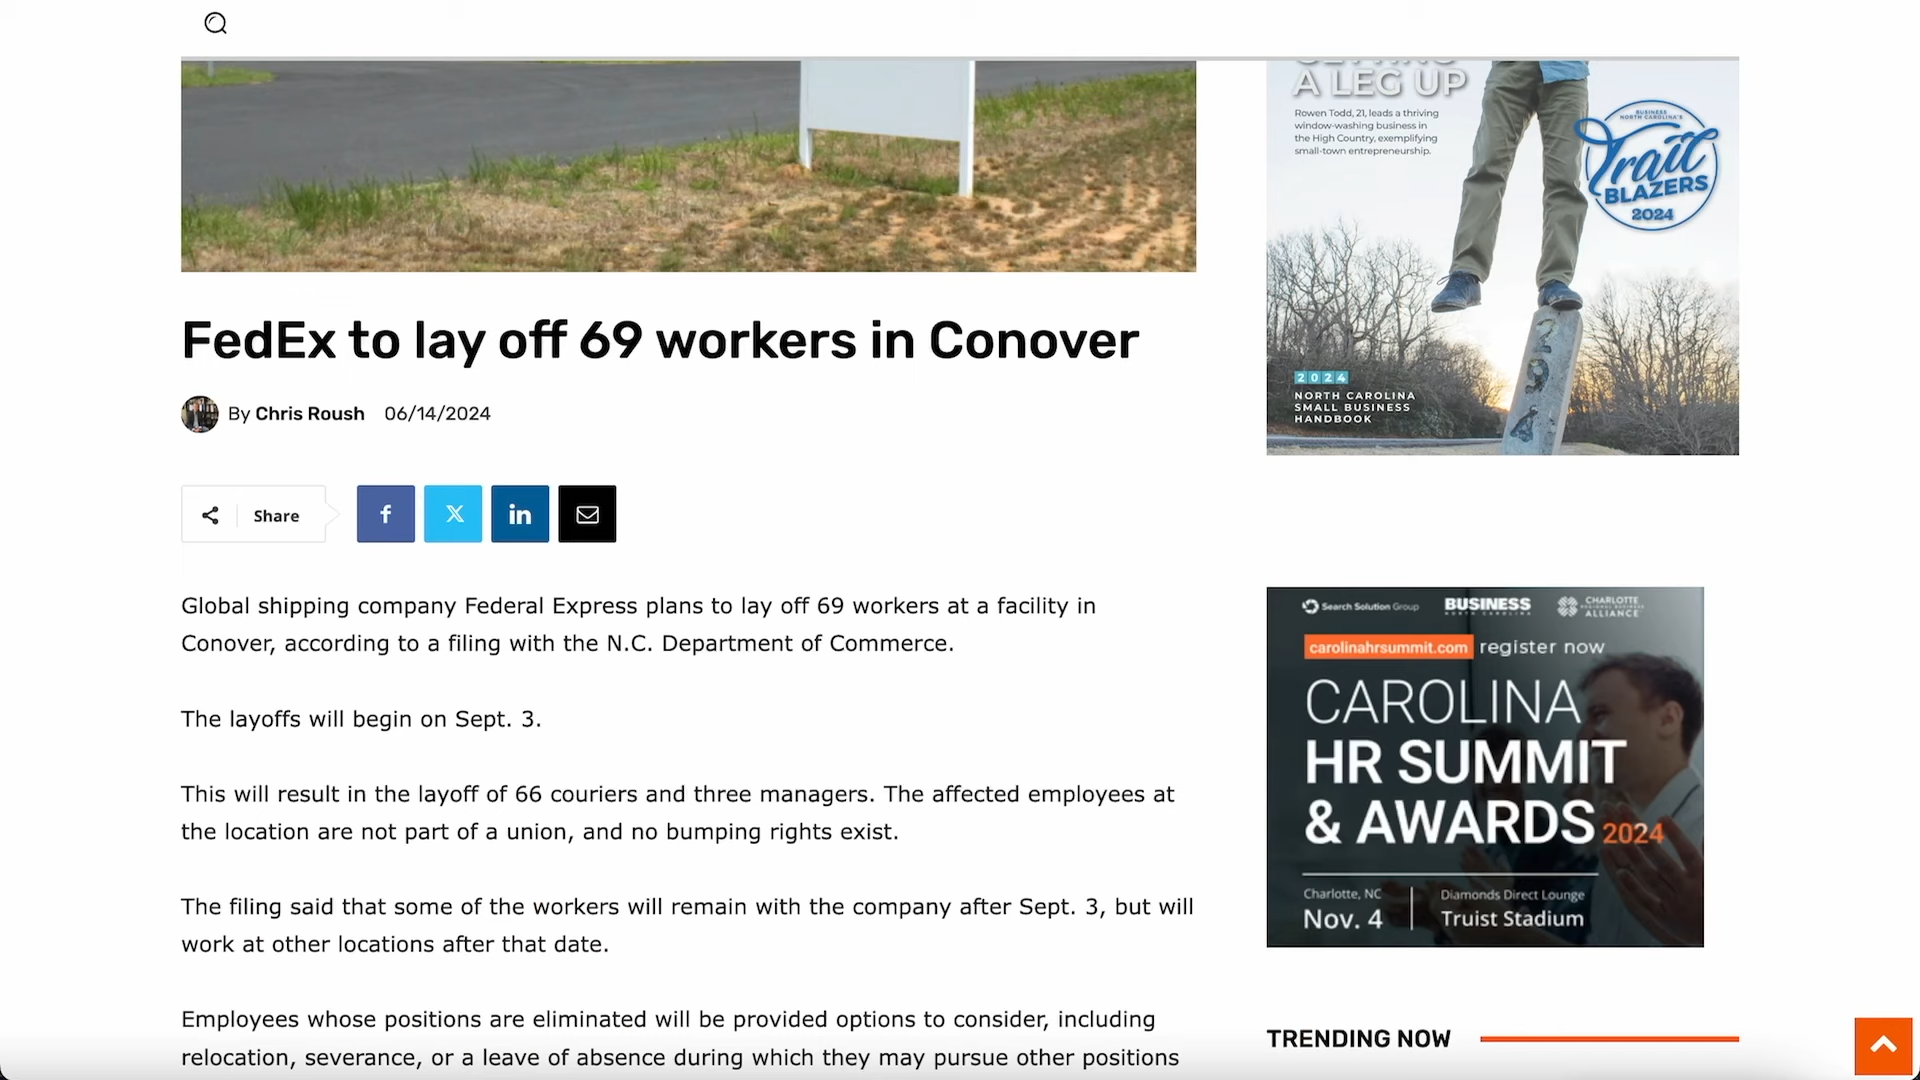 A LEG UP
Rowen Todd, 21, leads a thriving
window-washing business in
the High Country, exemplifying
small-town entrepreneurship.
BUSINESS
NORTH CAROLINA'S
Trail
BLAZERS
2024
2024
2024
NORTH CAROLINA
SMALL BUSINESS
HANDBOOK
FedEx to lay off 69 workers in Conover
By Chris Roush 06/14/2024
Share
Global shipping company Federal Express plans to lay off 69 workers at a facility in
Conover, according to a filing with the N.C. Department of Commerce.
The layoffs will begin on Sept. 3.
This will result in the layoff of 66 couriers and three managers. The affected employees at
the location are not part of a union, and no bumping rights exist.
The filing said that some of the workers will remain with the company after Sept. 3, but will
work at other locations after that date.
Employees whose positions are eliminated will be provided options to consider, including
relocation, severance, or a leave of absence during which they may pursue other positions
Search Solution Group
BUSINESS
NORTH CAROLINA
CHARLOTTE
REGIONAL BUSINESS
ALLIANCE
carolinahrsummit.com register now
CAROLINA
HR SUMMIT
& AWARDS 2024
Charlotte, NC
Nov. 4
Diamonds Direct Lounge
Truist Stadium
TRENDING NOW